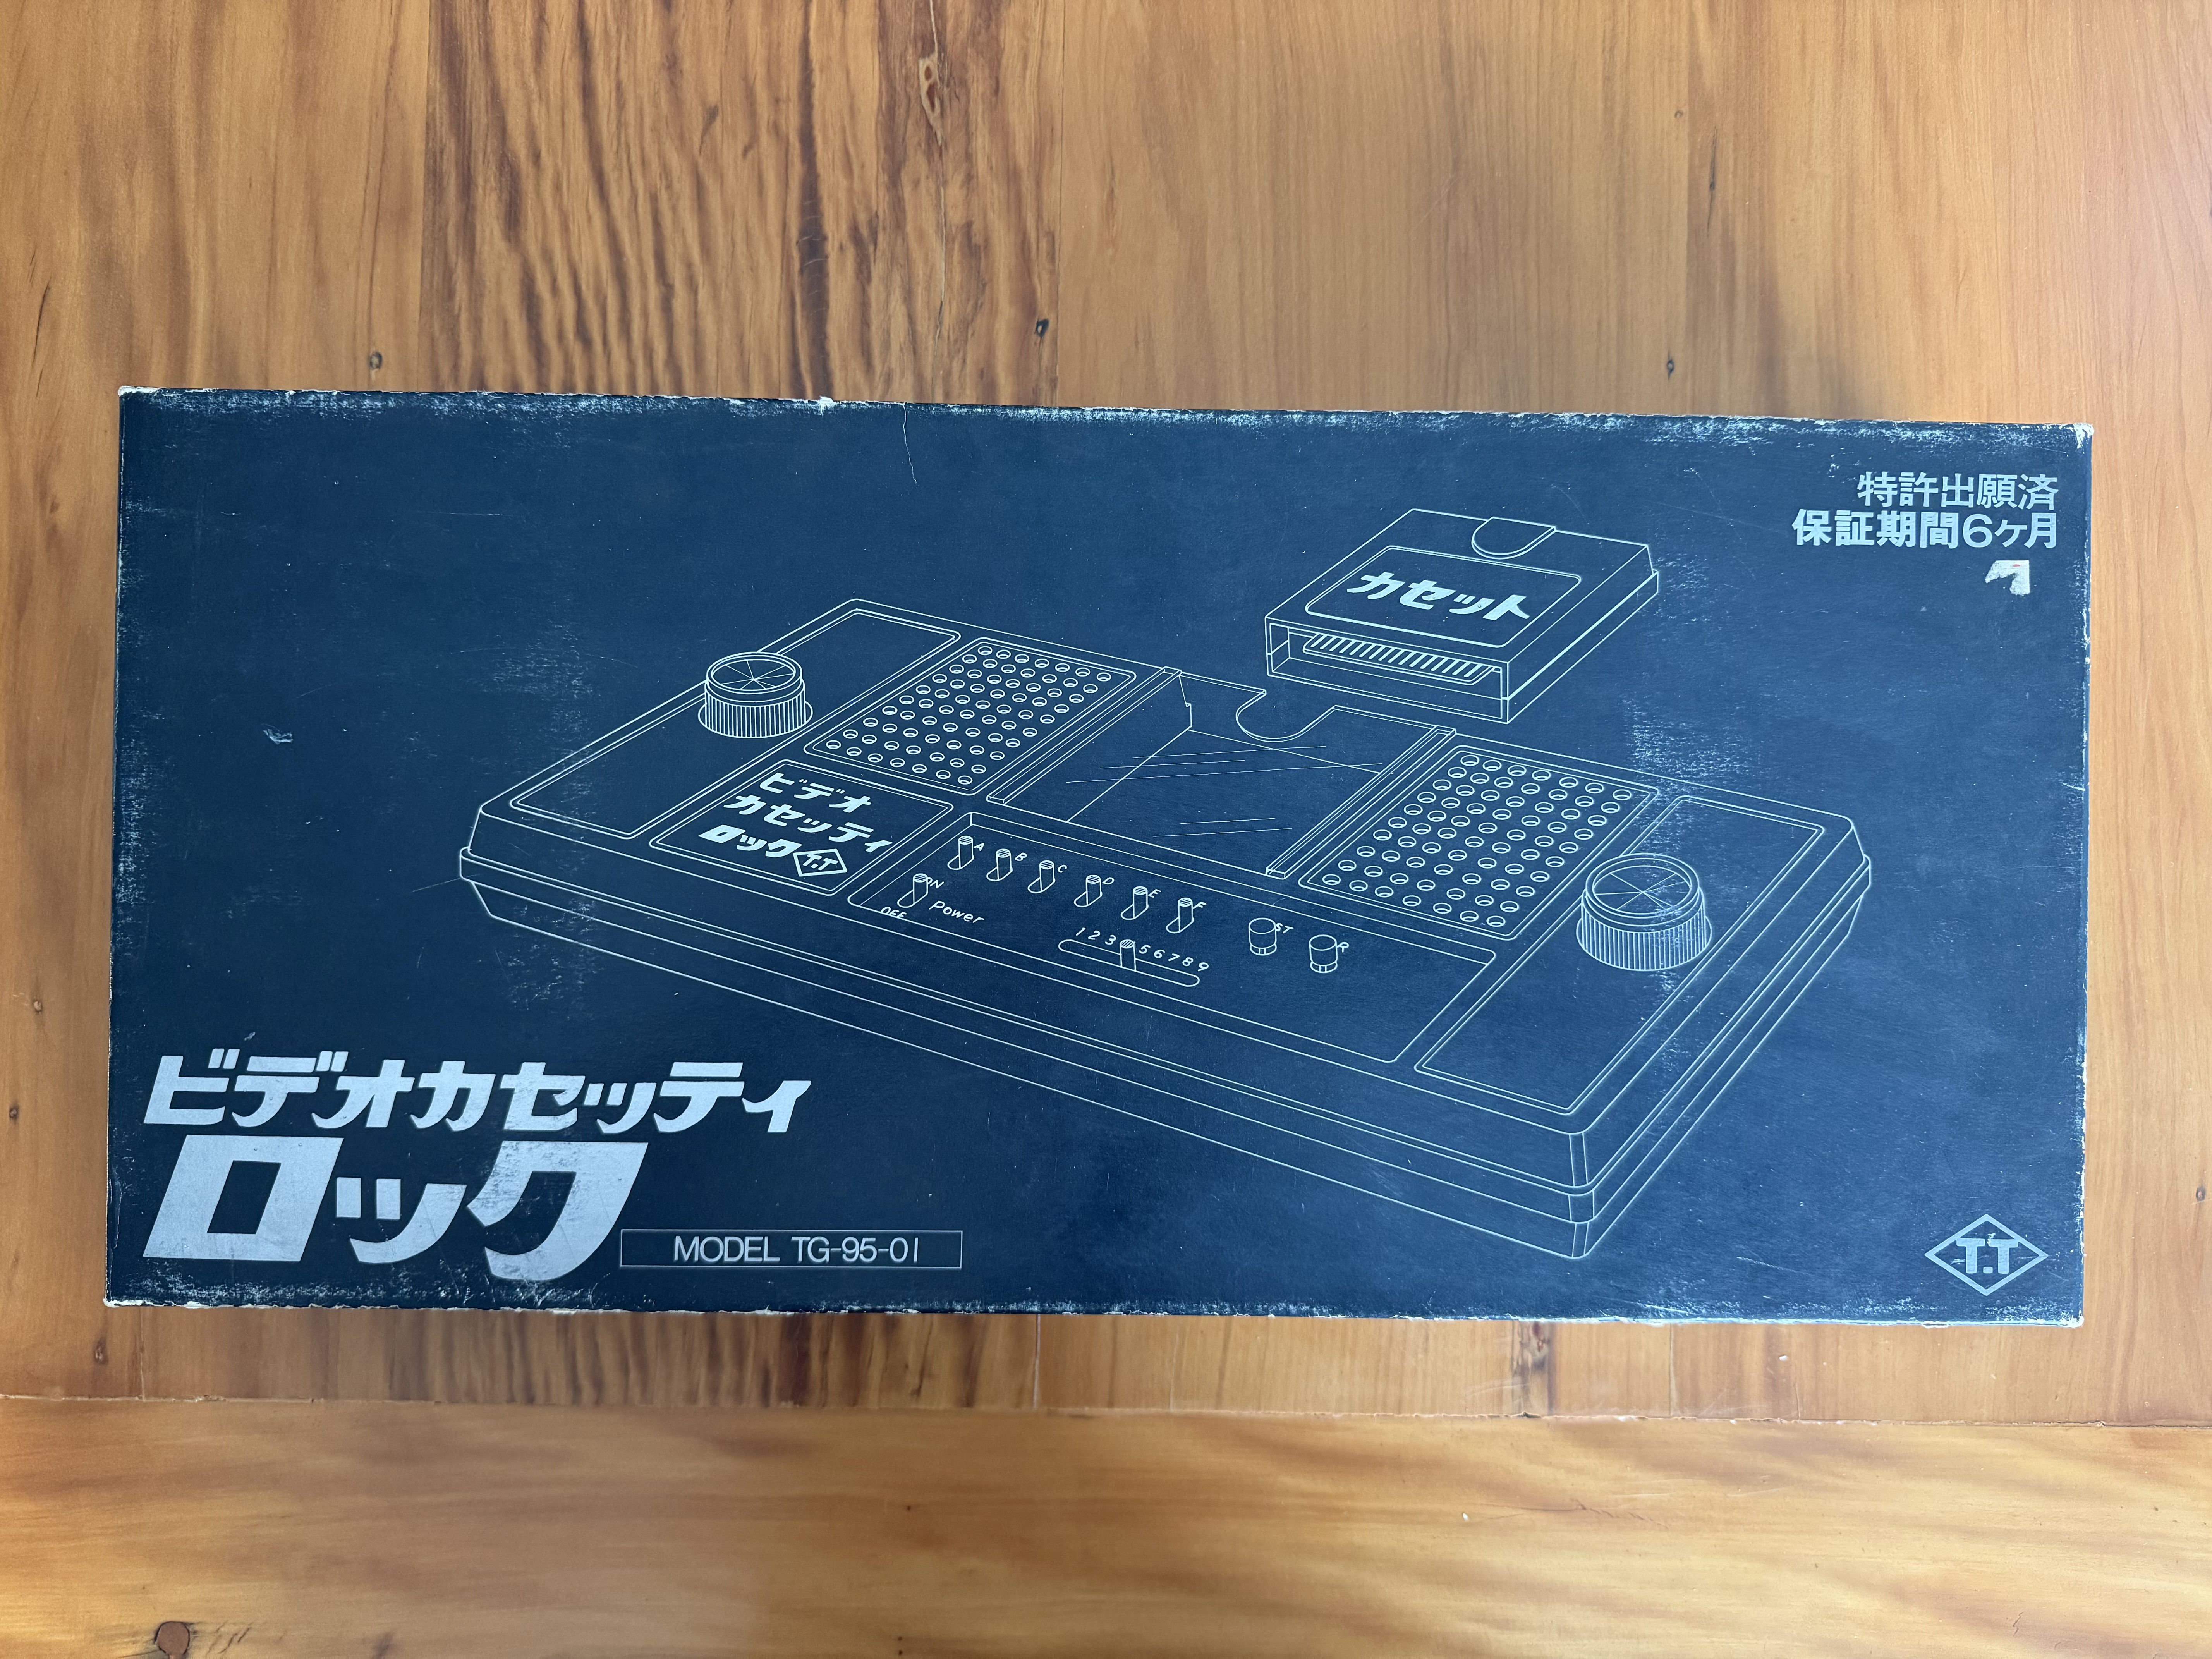 特許出願済
保証期間6ヶ月
カセット
ビデオ
カセッティ
ロック T.T
A B C D E F
ON
OFF Power
ST R
1 2 3 5 6 7 8 9
ビデオカセッティ
ロック
MODEL TG-95-01
T.T